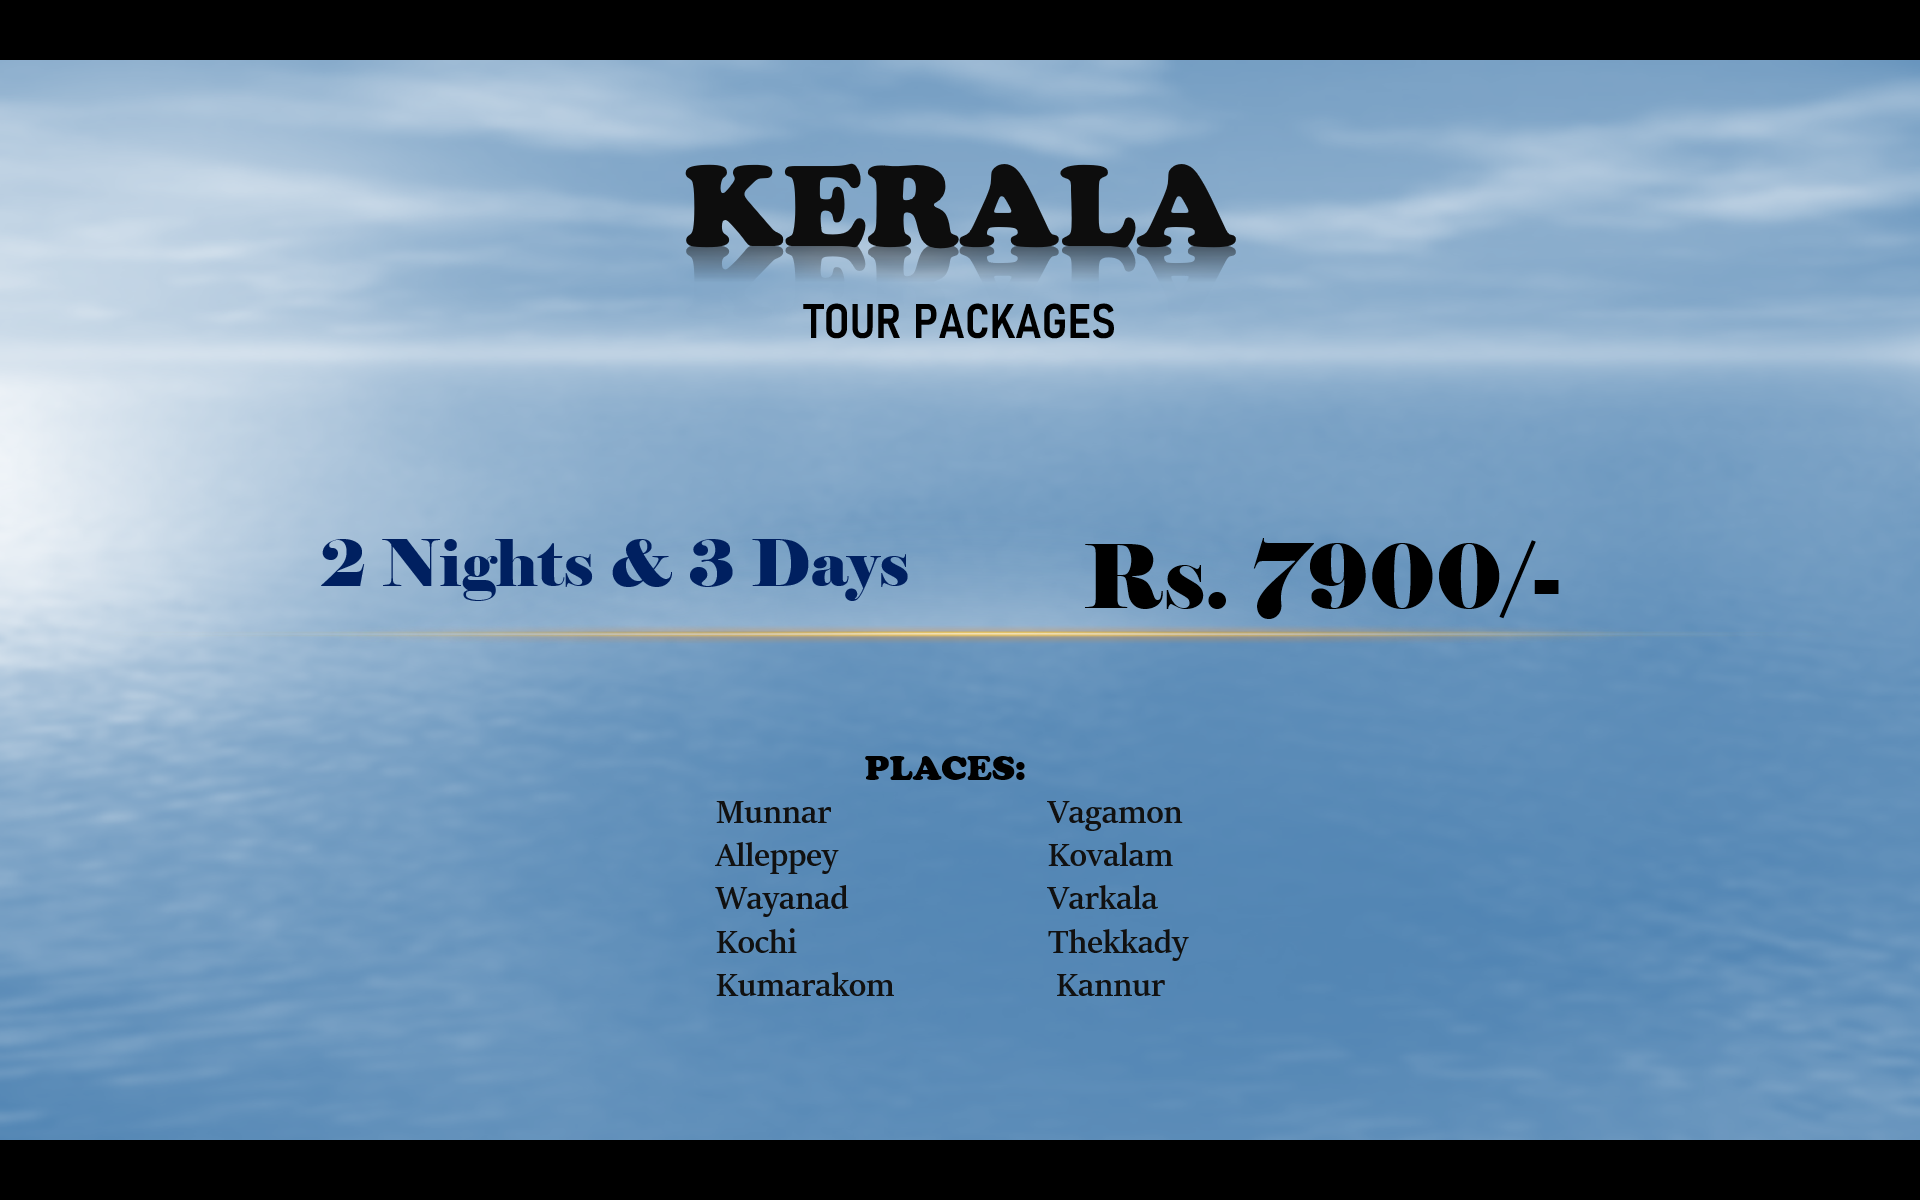 KERALA
TOUR PACKAGES
2 Nights & 3 Days
Rs. 7900/-
PLACES:
Munnar
Alleppey
Wayanad
Kochi
Kumarakom
Vagamon
Kovalam
Varkala
Thekkady
Kannur